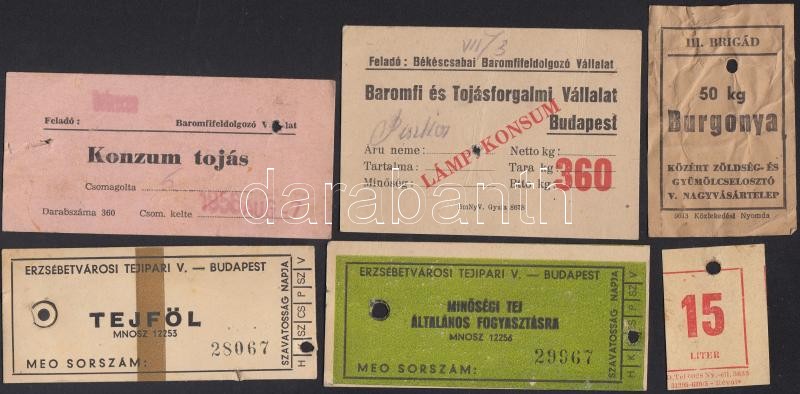 Feladó : Baromfifeldolgozó Vállalat
Konzum tojás
Csomagolta
Darabszáma 360 Csom. kelte
VII/3
Feladó : Békéscsabai Baromfifeldolgozó Vállalat
Baromfi és Tojásforgalmi Vállalat
Budapest
Áru neme : Netto kg :
Tartalma : Tara kg :
Minőség : Btto kg : 360
LÁMP. KONSUM
III. BRIGÁD
50 kg
Burgonya
KÖZÉRT ZÖLDSÉG- ÉS
GYÜMÖLCSELOSZTÓ
V. NAGYVÁSÁRTELEP
Közlekedési Nyomda
darabanth
ERZSÉBETVÁROSI TEJIPARI V. — BUDAPEST
TEJFÖL
MNOSZ 12253
MEO SORSZÁM: 28067
SZAVATOSSÁG NAPJA
H K SZ CS P SZ V
ERZSÉBETVÁROSI TEJIPARI V. — BUDAPEST
MINŐSÉGI TEJ
ÁLTALÁNOS FOGYASZTÁSRA
MNOSZ 12256
MEO SORSZÁM: 29967
SZAVATOSSÁG NAPJA
H K S CS P SZ V
15
LITER